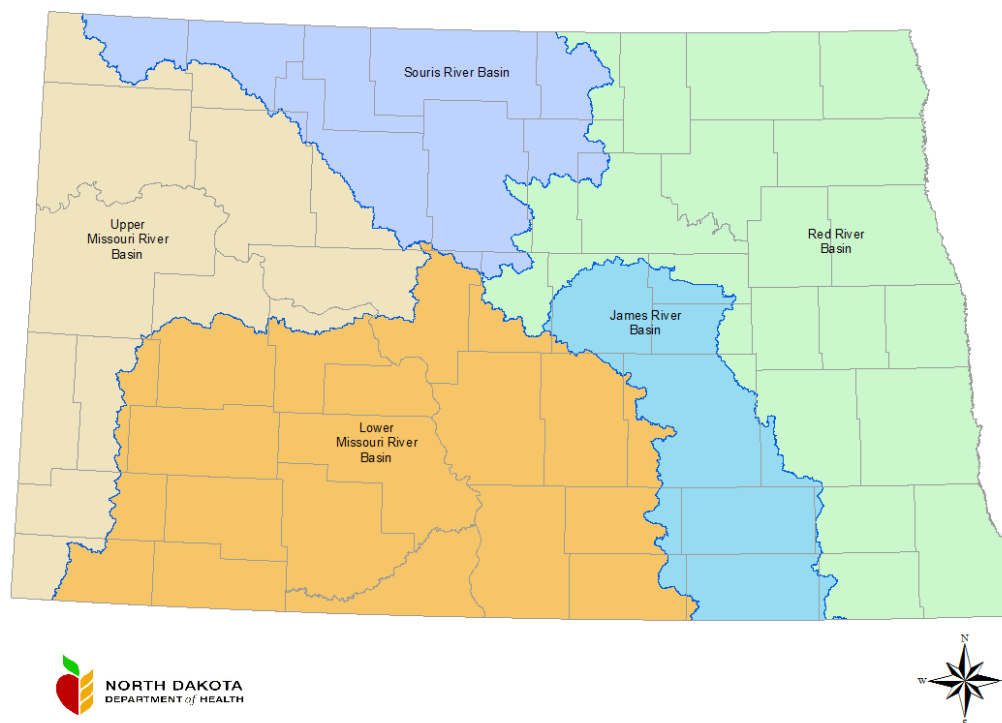 Souris River Basin
Upper
Missouri River
Basin
Red River
Basin
James River
Basin
Lower
Missouri River
Basin
NORTH DAKOTA
DEPARTMENT of HEALTH
N
W
S